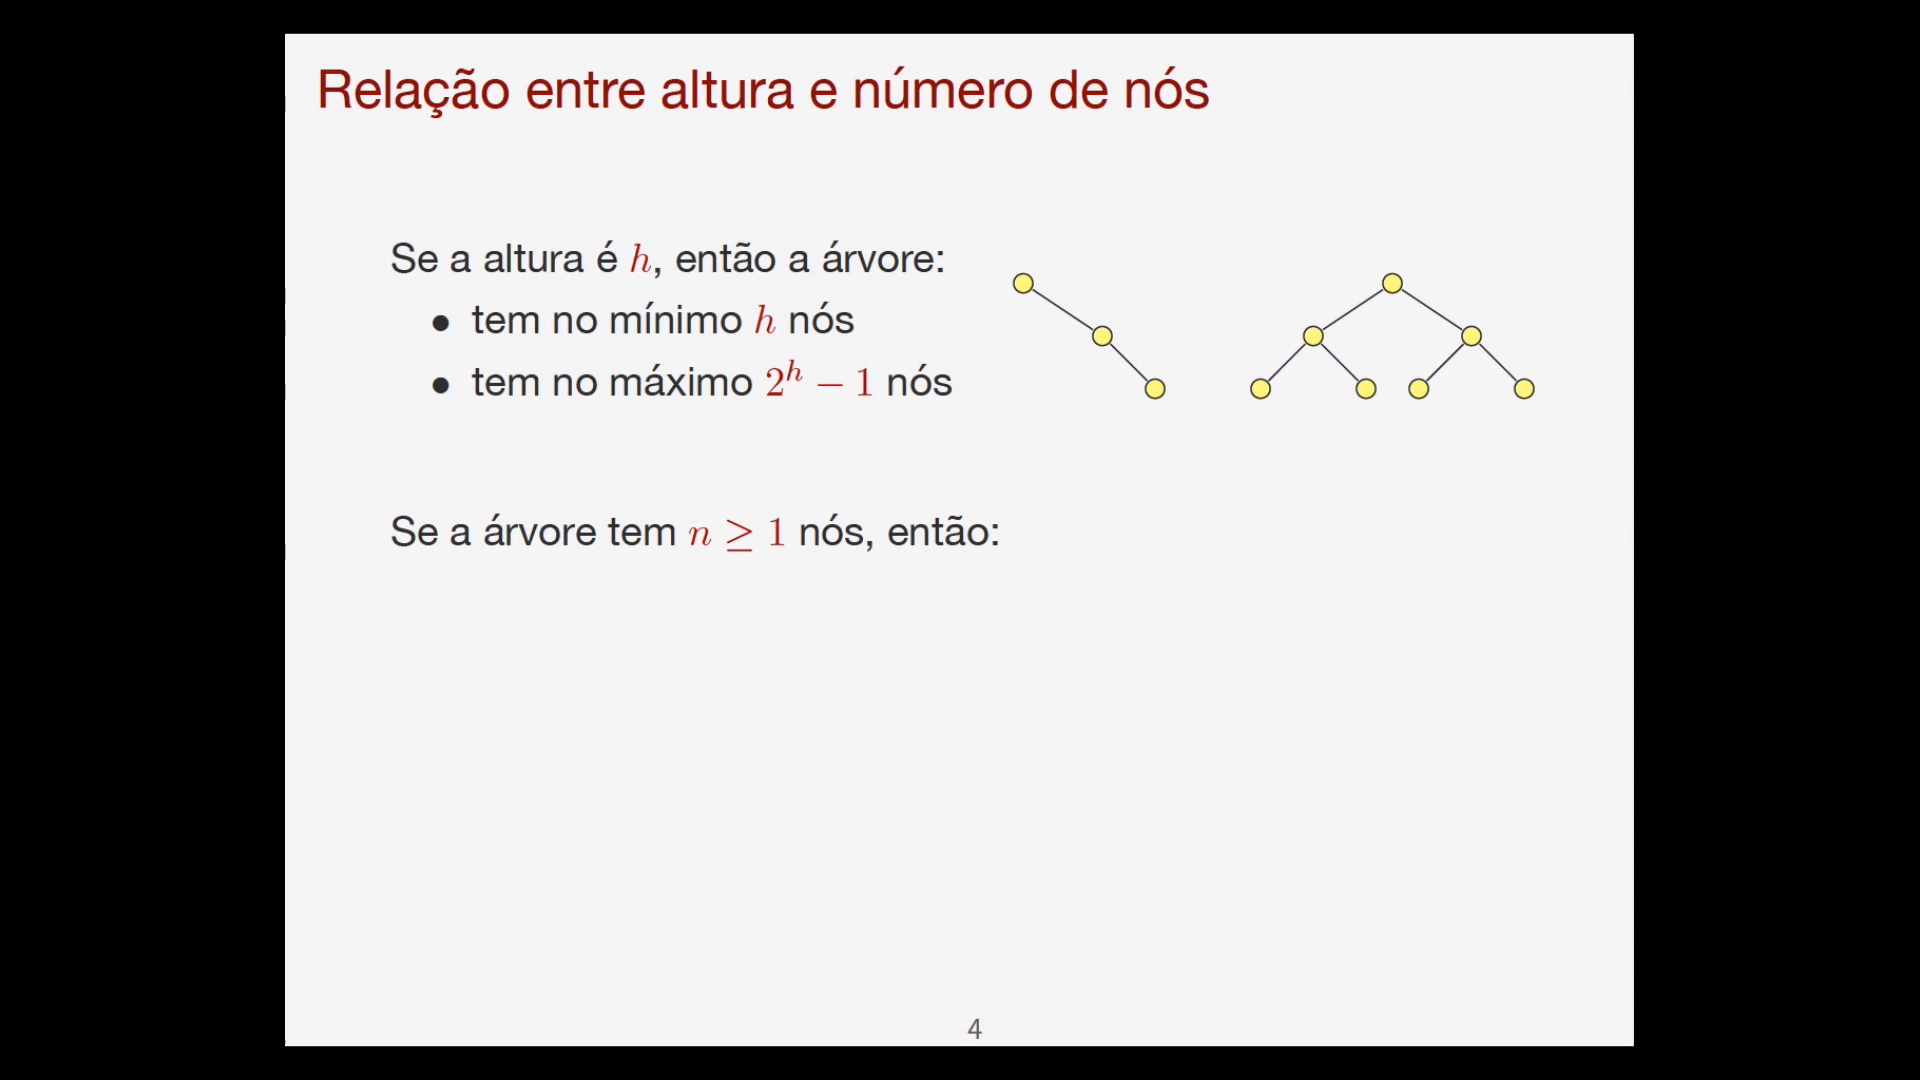 Relação entre altura e número de nós
Se a altura é h, então a árvore:
● tem no mínimo h nós
● tem no máximo 2^h − 1 nós
Se a árvore tem n ≥ 1 nós, então:
4